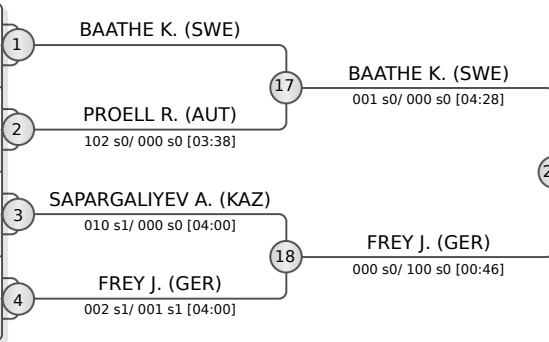 BAATHE K. (SWE)
1
17
BAATHE K. (SWE)
001 s0/ 000 s0 [04:28]
PROELL R. (AUT)
2
102 s0/ 000 s0 [03:38]
SAPARGALIYEV A. (KAZ)
3
010 s1/ 000 s0 [04:00]
18
FREY J. (GER)
000 s0/ 100 s0 [00:46]
FREY J. (GER)
4
002 s1/ 001 s1 [04:00]